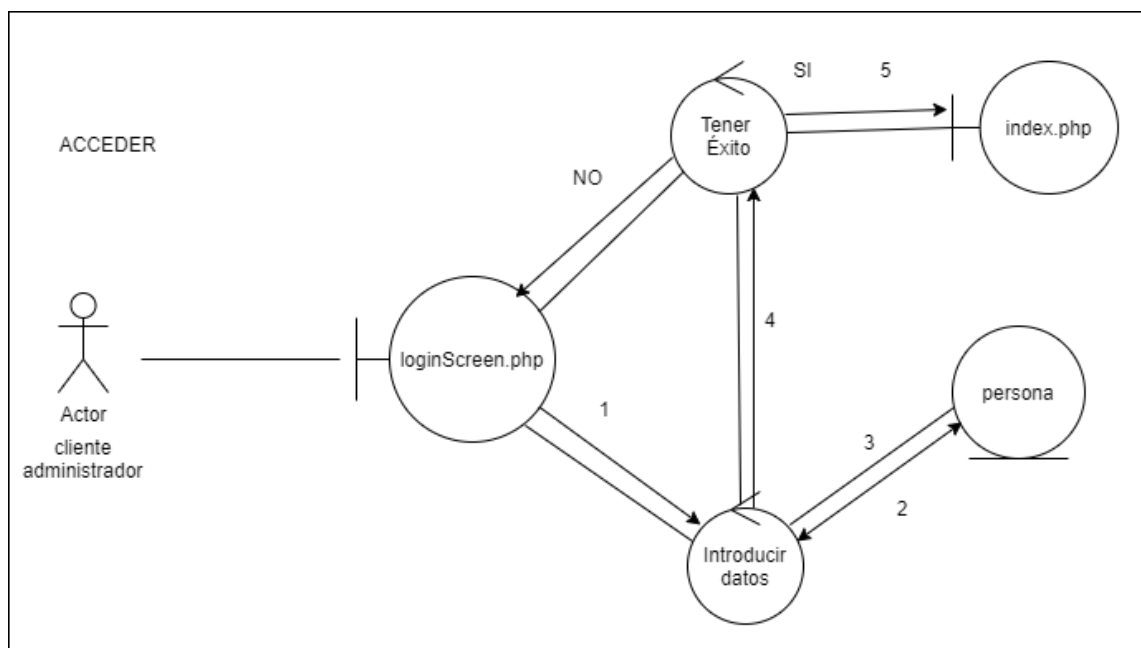 SI
5
Tener
Éxito
index.php
ACCEDER
NO
4
loginScreen.php
persona
Actor
cliente
administrador
1
3
2
Introducir
datos